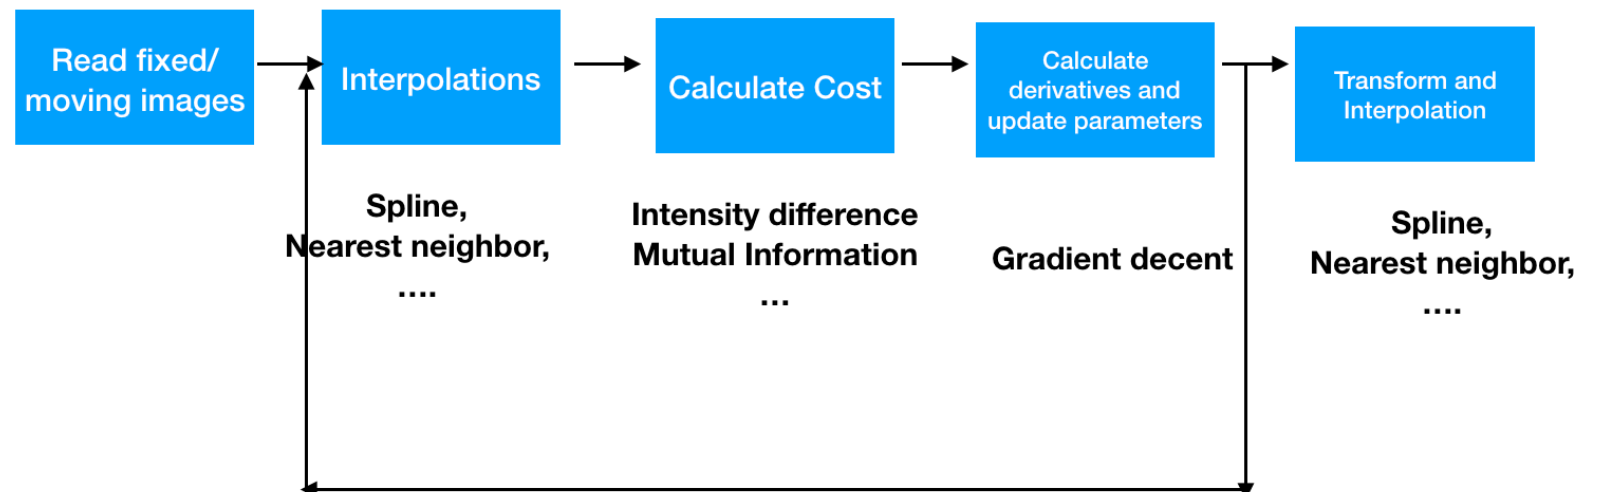 Read fixed/
moving images
Interpolations
Calculate Cost
Calculate
derivatives and
update parameters
Transform and
Interpolation
Spline,
Nearest neighbor,
....
Intensity difference
Mutual Information
...
Gradient decent
Spline,
Nearest neighbor,
....